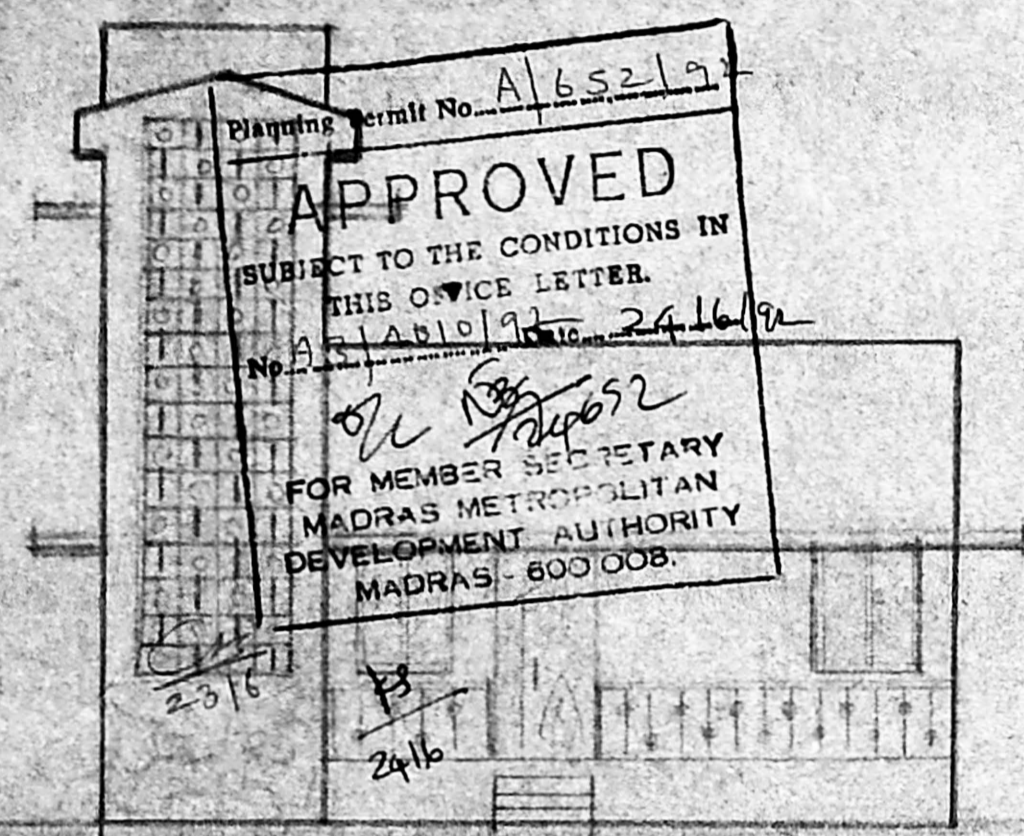 Planning Permit No. A/652/92
APPROVED
SUBJECT TO THE CONDITIONS IN
THIS OFFICE LETTER.
No. Date 24/6/92
FOR MEMBER SECRETARY
MADRAS METROPOLITAN
DEVELOPMENT AUTHORITY
MADRAS - 600 008.
23/6
24/6